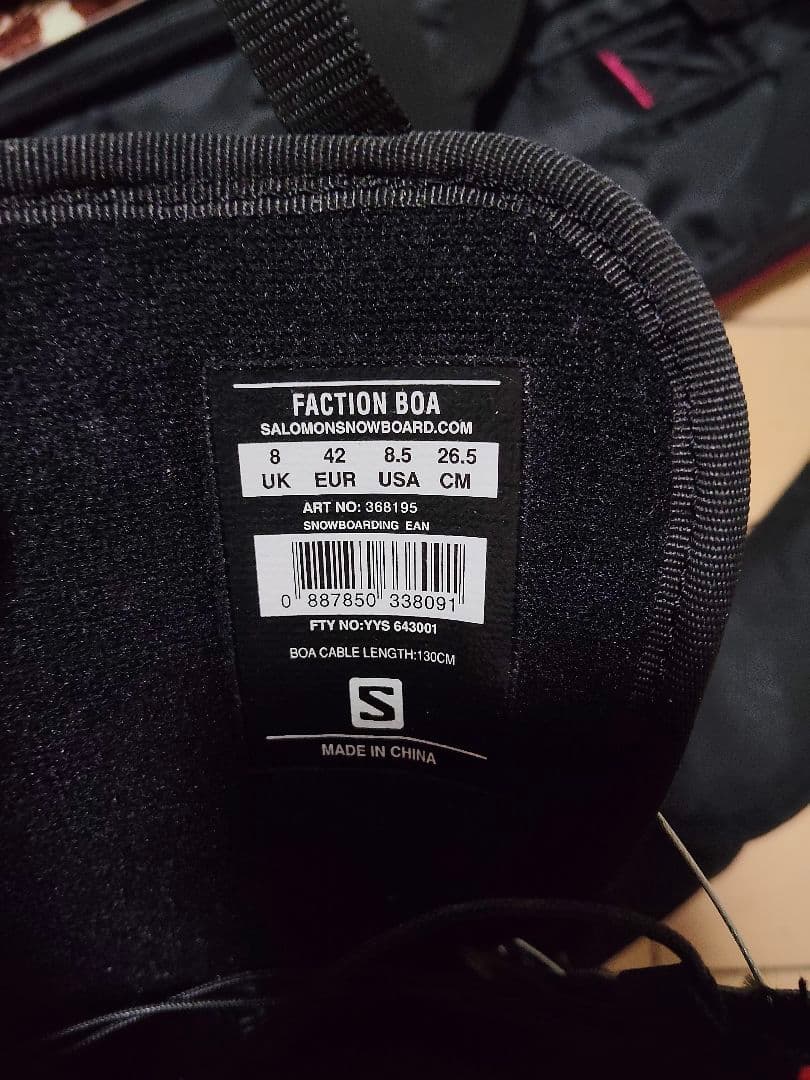 FACTION BOA
SALOMONSNOWBOARD.COM
8 42 8.5 26.5
UK EUR USA CM
ART NO: 368195
SNOWBOARDING EAN
0 887850 338091
FTY NO:YYS 643001
BOA CABLE LENGTH:130CM
S
MADE IN CHINA